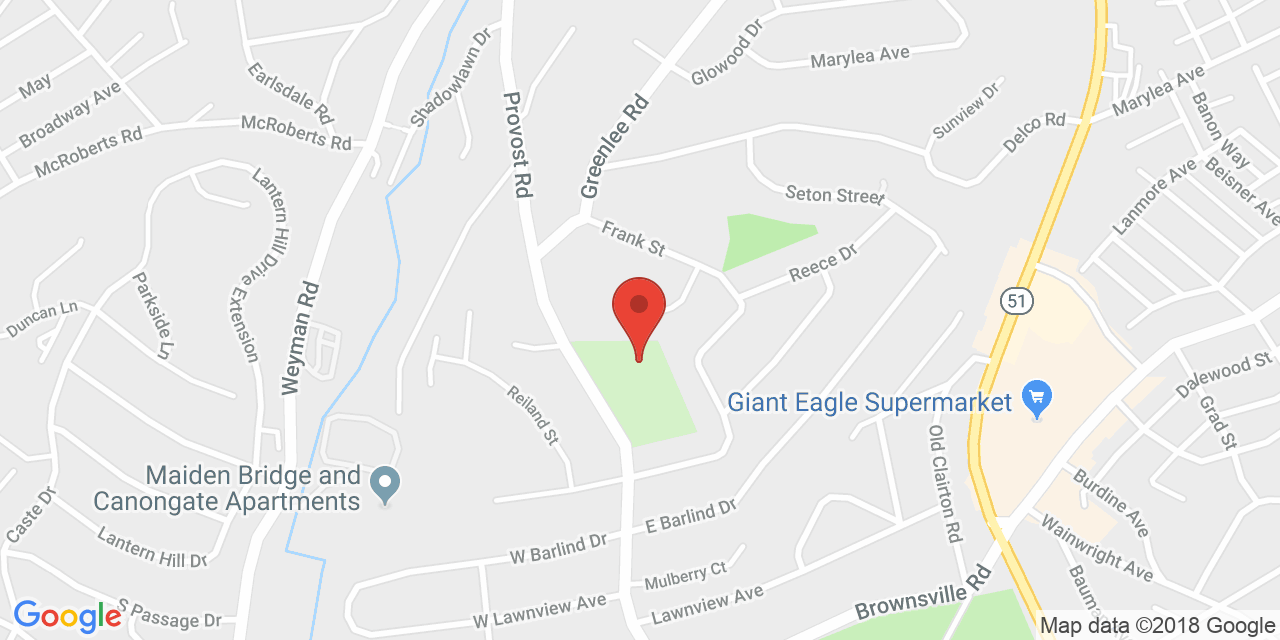 May
Broadway Ave
McRoberts Rd
Earlsdale Rd
McRoberts Rd
Shadowlawn Dr
Provost Rd
Greenlee Rd
Glowood Dr
Marylea Ave
Sunview Dr
Delco Rd
Marylea Ave
Banon Way
Beisner Ave
Lanmore Ave
Lantern Hill Drive Extension
Seton Street
Frank St
Reece Dr
Parkside Ln
Duncan Ln
Weyman Rd
51
Reiland St
Giant Eagle Supermarket
Dalewood St
Grad St
Old Clairton Rd
Maiden Bridge and
Canongate Apartments
Caste Dr
Lantern Hill Dr
Burdine Ave
E Barlind Dr
W Barlind Dr
Wainwright Ave
Mulberry Ct
Brownsville Rd
Bauma
S Passage Dr
W Lawnview Ave
Lawnview Ave
Google
Map data ©2018 Google